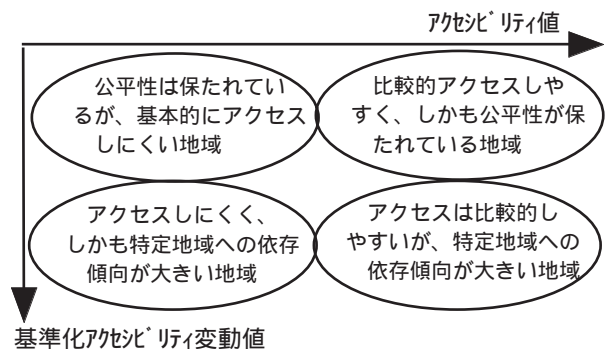 ｱｸｾｼﾋﾞﾘﾃｨ値
公平性は保たれてい
るが、基本的にアクセス
しにくい地域
比較的アクセスしや
すく、しかも公平性が保
たれている地域
アクセスしにくく、
しかも特定地域への依存
傾向が大きい地域
アクセスは比較的し
やすいが、特定地域への
依存傾向が大きい地域
基準化ｱｸｾｼﾋﾞﾘﾃｨ変動値